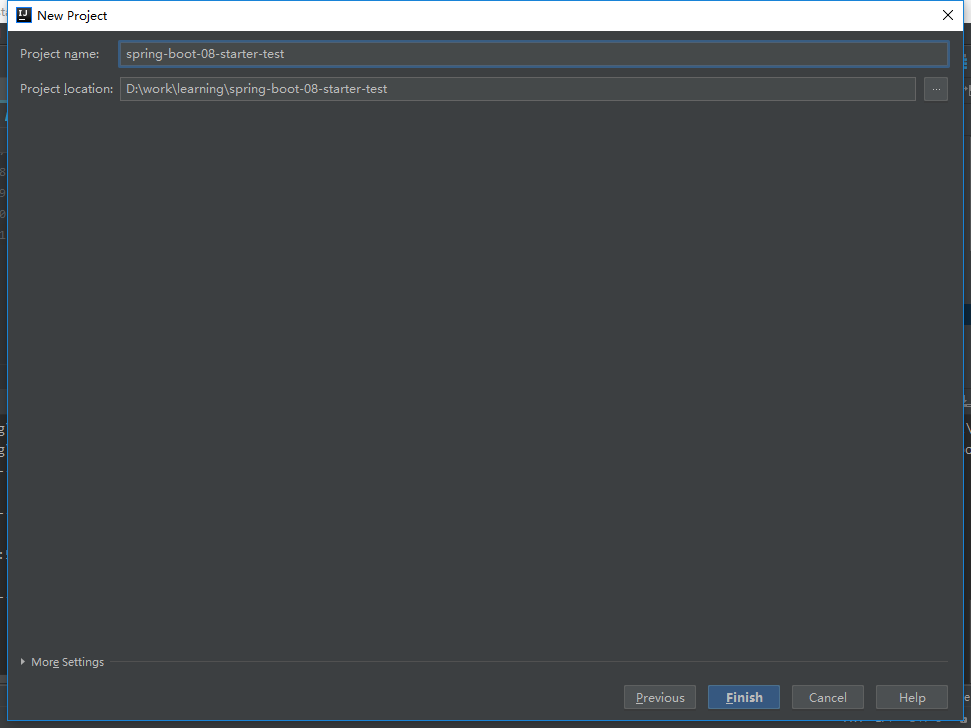 New Project
Project name: spring-boot-08-starter-test
Project location: D:\work\learning\spring-boot-08-starter-test ...
More Settings
Previous Finish Cancel Help